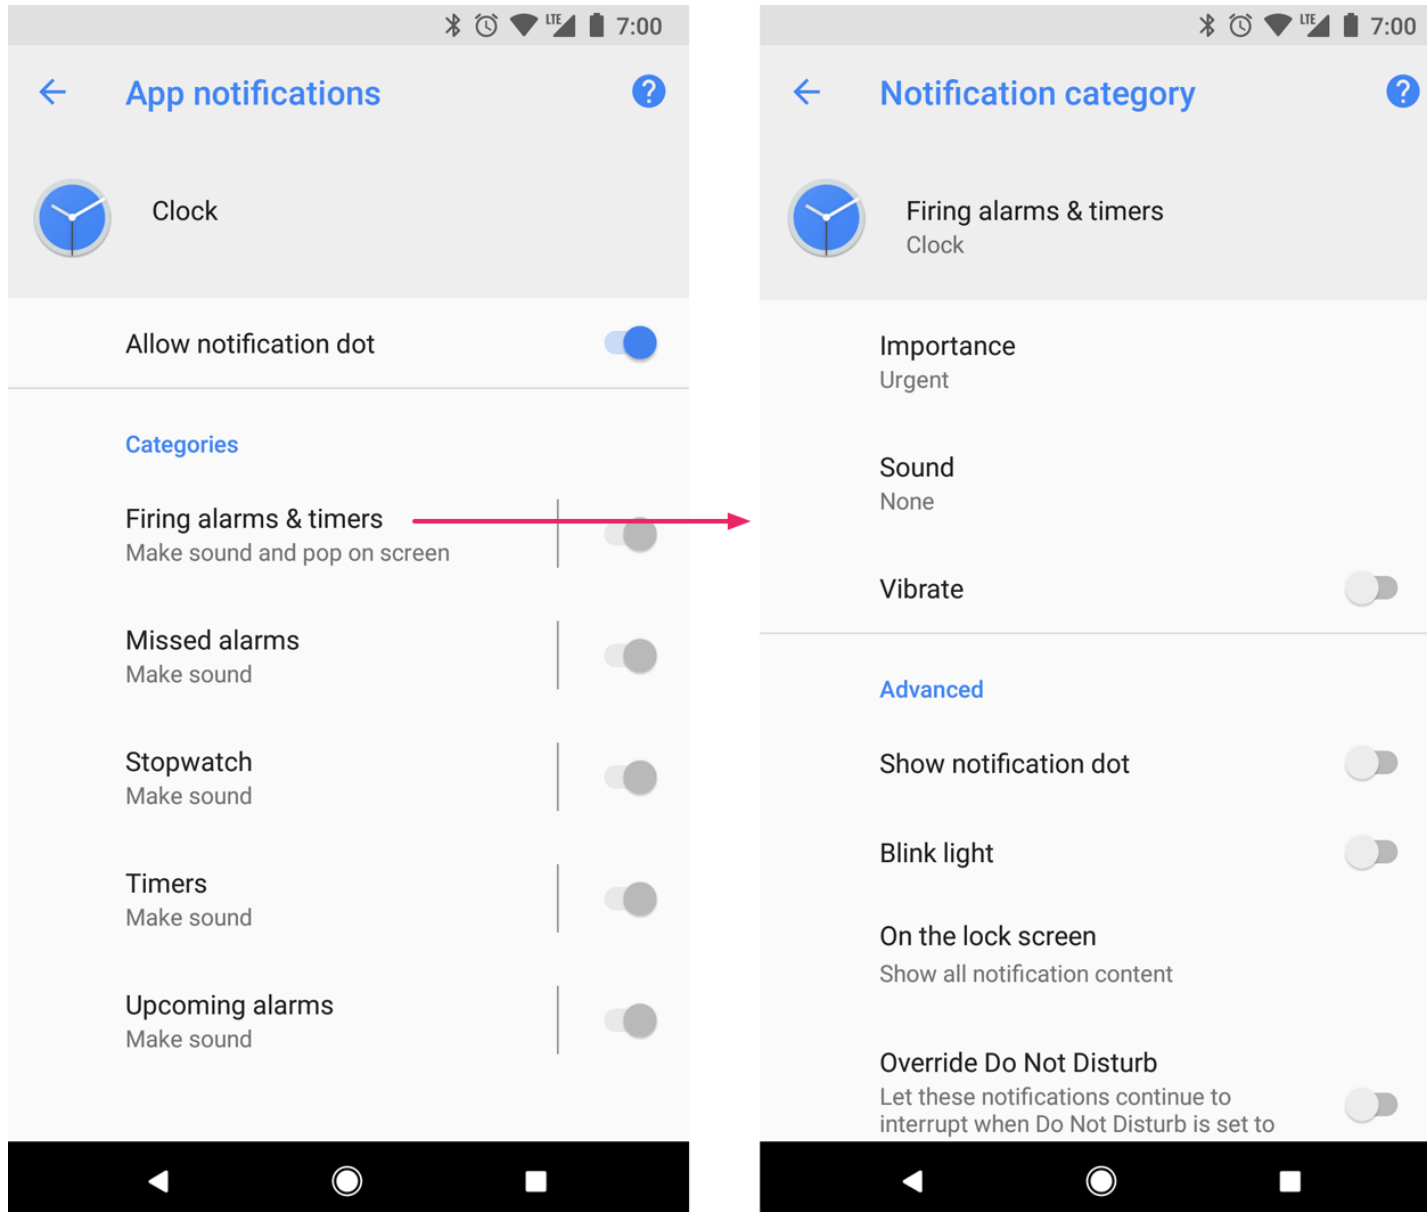 LTE 7:00
App notifications
Clock
Allow notification dot
Categories
Firing alarms & timers
Make sound and pop on screen
Missed alarms
Make sound
Stopwatch
Make sound
Timers
Make sound
Upcoming alarms
Make sound
LTE 7:00
Notification category
Firing alarms & timers
Clock
Importance
Urgent
Sound
None
Vibrate
Advanced
Show notification dot
Blink light
On the lock screen
Show all notification content
Override Do Not Disturb
Let these notifications continue to
interrupt when Do Not Disturb is set to